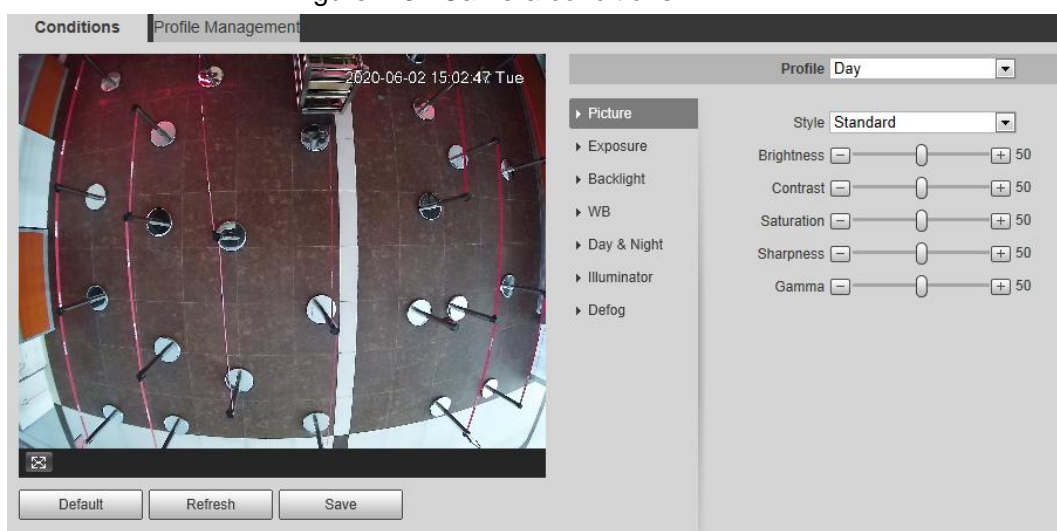 Conditions
Profile Management
2020-06-02 15:02:47 Tue
Profile Day
Picture
Exposure
Backlight
WB
Day & Night
Illuminator
Defog
Style Standard
Brightness 50
Contrast 50
Saturation 50
Sharpness 50
Gamma 50
Default
Refresh
Save